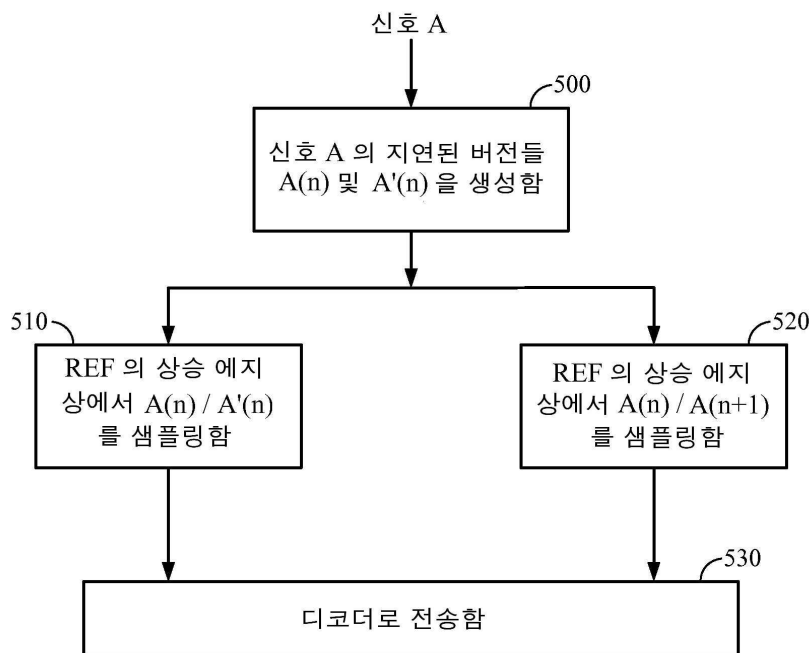 신호 A
500
신호 A 의 지연된 버전들
A(n) 및 A'(n) 을 생성함
510
REF 의 상승 에지
상에서 A(n) / A'(n)
를 샘플링함
520
REF 의 상승 에지
상에서 A(n) / A(n+1)
를 샘플링함
530
디코더로 전송함